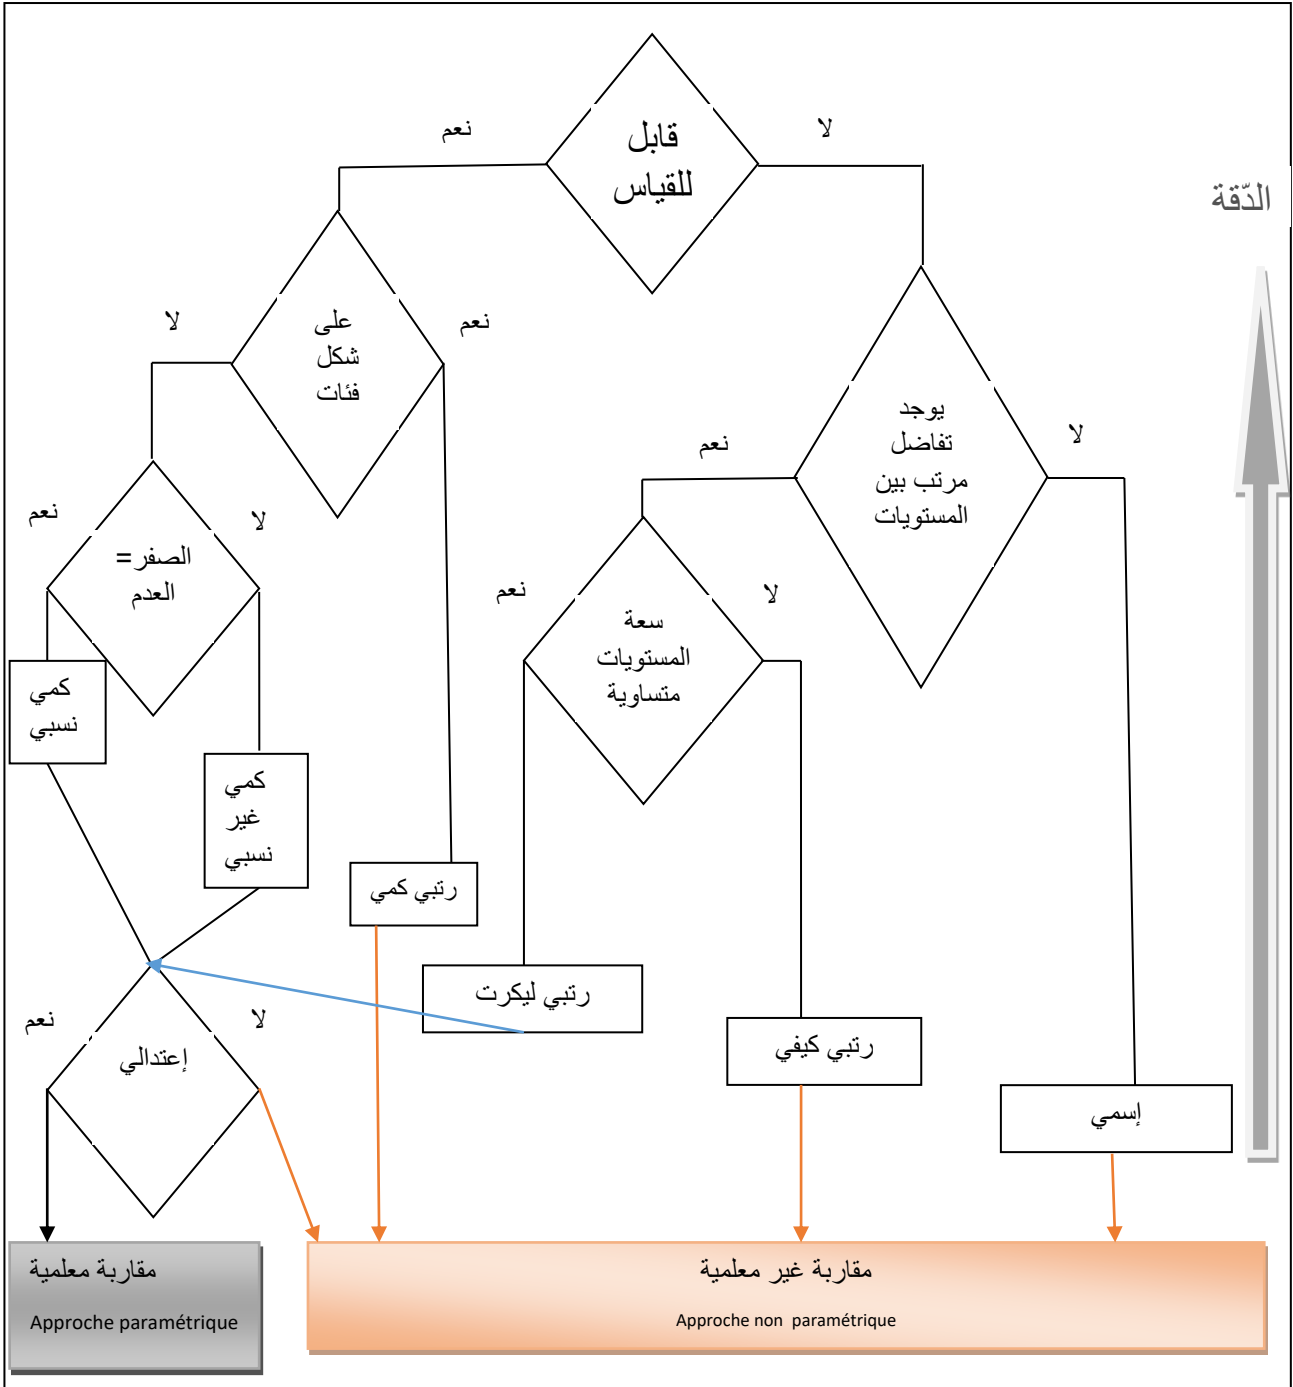 قابل
للقياس
نعم
لا
الدّقة
على
شكل
فئات
لا
نعم
يوجد
تفاضل
مرتب بين
المستويات
نعم
لا
الصفر=
العدم
نعم
لا
سعة
المستويات
متساوية
نعم
لا
كمي
نسبي
كمي
غير
نسبي
رتبي كمي
رتبي ليكرت
رتبي كيفي
إسمي
إعتدالي
نعم
لا
مقاربة معلمية
Approche paramétrique
مقاربة غير معلمية
Approche non paramétrique